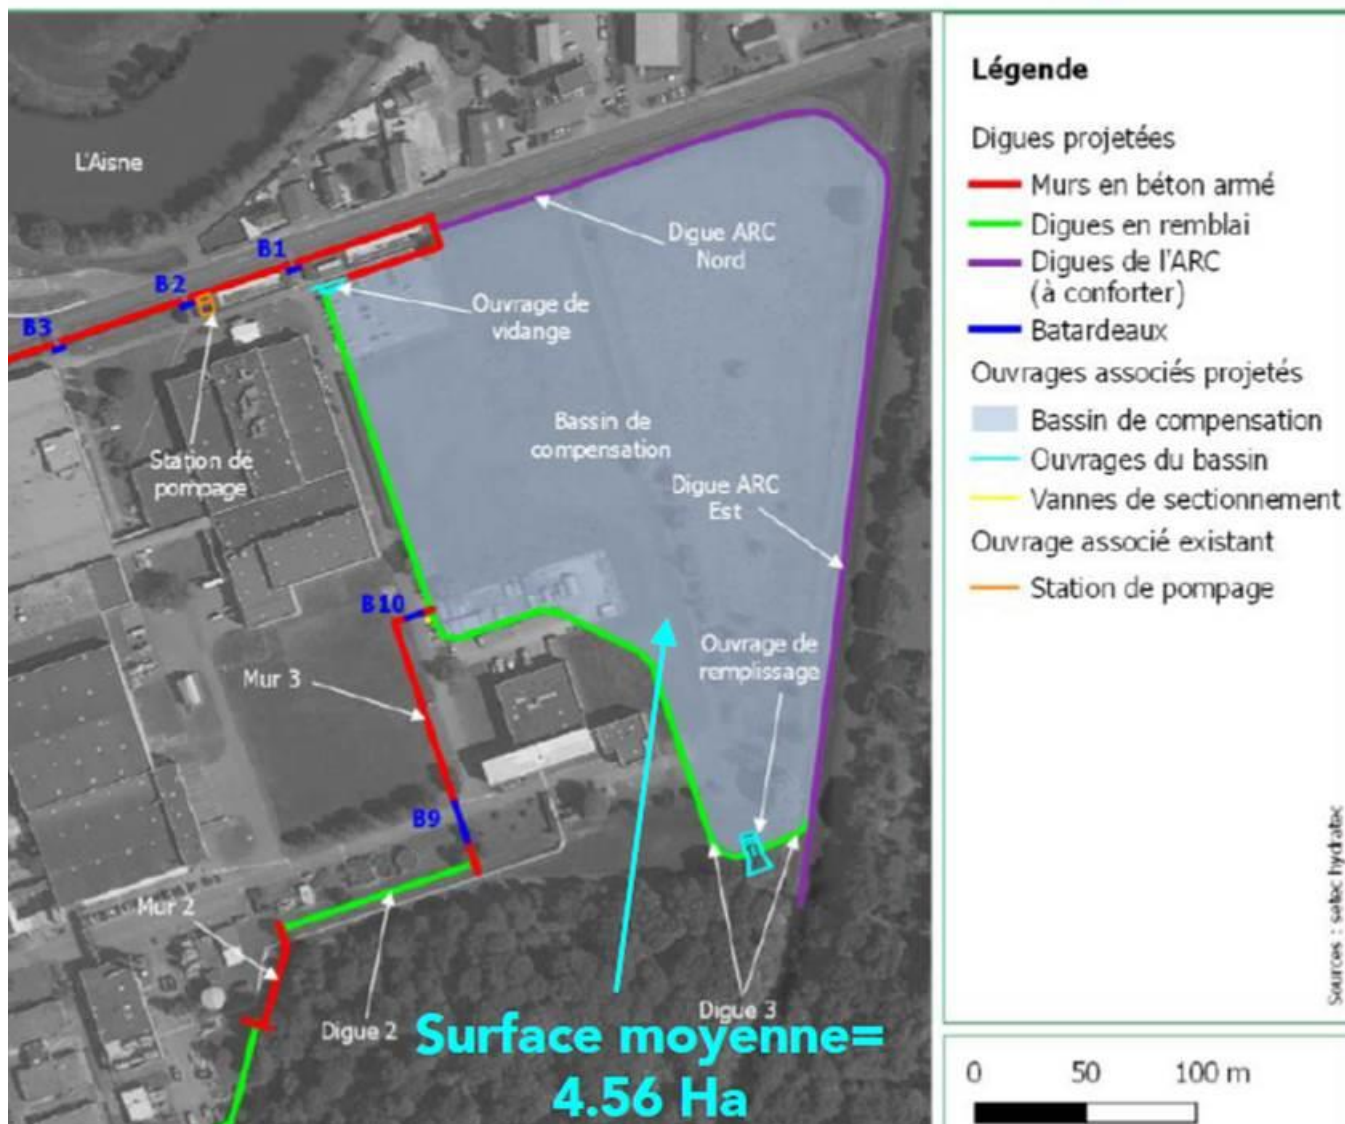 L'Aisne
B1
B2
B3
Digue ARC
Nord
Ouvrage de
vidange
Station de
pompage
Bassin de
compensation
Digue ARC
Est
B10
Mur 3
Ouvrage de
remplissage
B9
Mur 2
Digue 2
Digue 3
Surface moyenne=
4.56 Ha
Légende
Digues projetées
Murs en béton armé
Digues en remblai
Digues de l'ARC
(à conforter)
Batardeaux
Ouvrages associés projetés
Bassin de compensation
Ouvrages du bassin
Vannes de sectionnement
Ouvrage associé existant
Station de pompage
Sources : setec hydratec
0 50 100 m